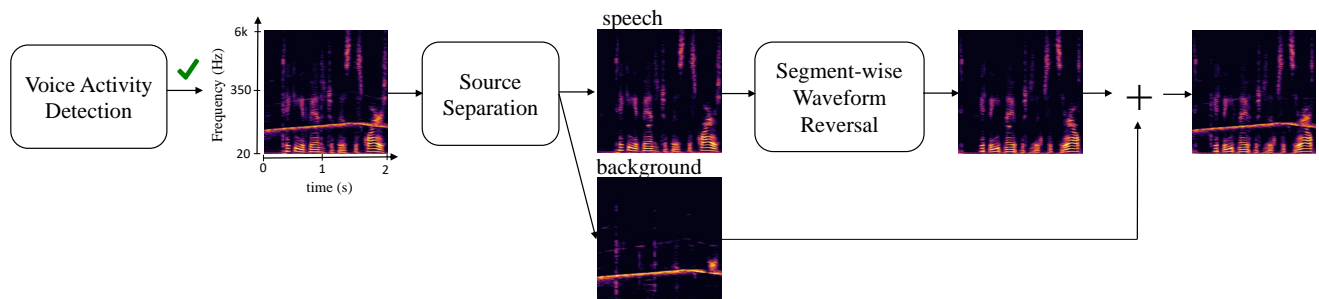 speech
6k
350
20
Frequency (Hz)
0
1
2
time (s)
Voice Activity
Detection
Source
Separation
Segment-wise
Waveform
Reversal
+
background